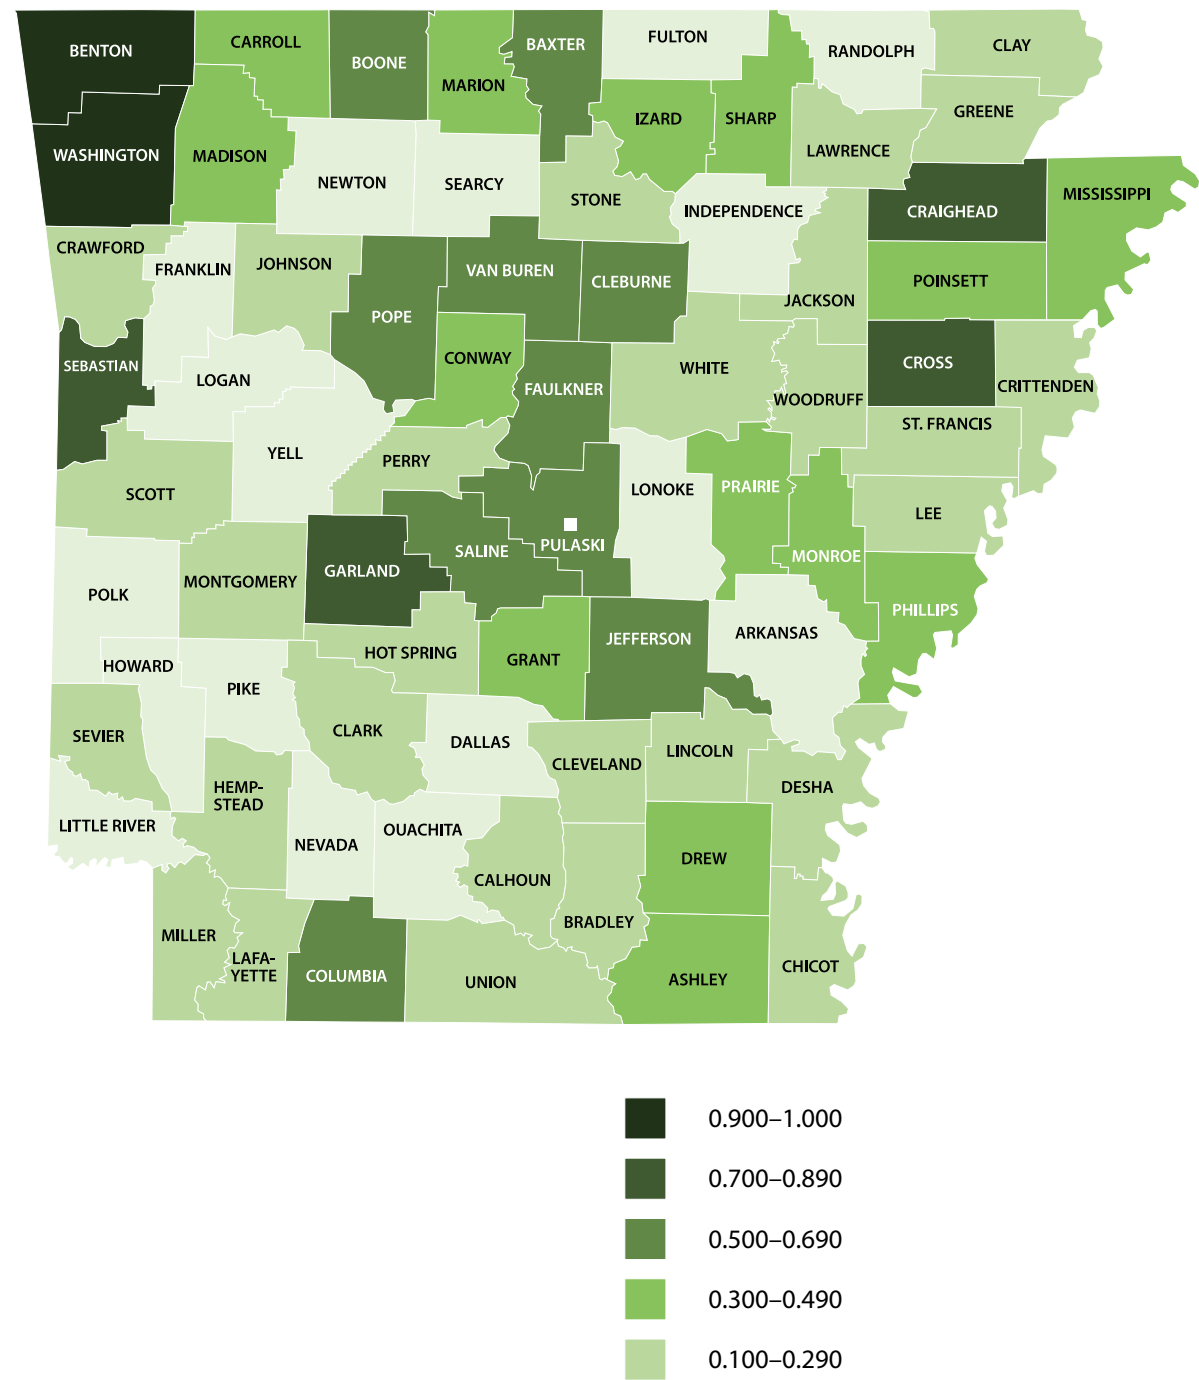 FULTON
CARROLL
BAXTER
CLAY
BENTON
RANDOLPH
BOONE
MARION
GREENE
IZARD
SHARP
LAWRENCE
WASHINGTON
MADISON
NEWTON
SEARCY
MISSISSIPPI
STONE
INDEPENDENCE
CRAIGHEAD
CRAWFORD
JOHNSON
FRANKLIN
VAN BUREN
CLEBURNE
POINSETT
JACKSON
POPE
CONWAY
SEBASTIAN
WHITE
CROSS
LOGAN
FAULKNER
CRITTENDEN
WOODRUFF
ST. FRANCIS
YELL
PERRY
PRAIRIE
LONOKE
SCOTT
LEE
PULASKI
SALINE
MONROE
GARLAND
MONTGOMERY
POLK
PHILLIPS
ARKANSAS
JEFFERSON
HOT SPRING
GRANT
HOWARD
PIKE
CLARK
SEVIER
DALLAS
LINCOLN
CLEVELAND
DESHA
HEMP-
STEAD
LITTLE RIVER
OUACHITA
NEVADA
DREW
CALHOUN
BRADLEY
MILLER
LAFA-
YETTE
COLUMBIA
UNION
ASHLEY
CHICOT
0.900–1.000
0.700–0.890
0.500–0.690
0.300–0.490
0.100–0.290